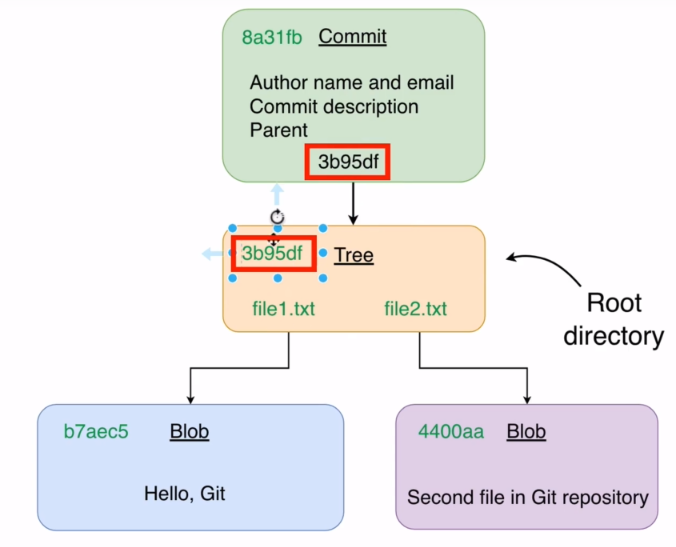 8a31fb Commit
Author name and email
Commit description
Parent
3b95df
3b95df Tree
file1.txt file2.txt
Root
directory
b7aec5 Blob
Hello, Git
4400aa Blob
Second file in Git repository